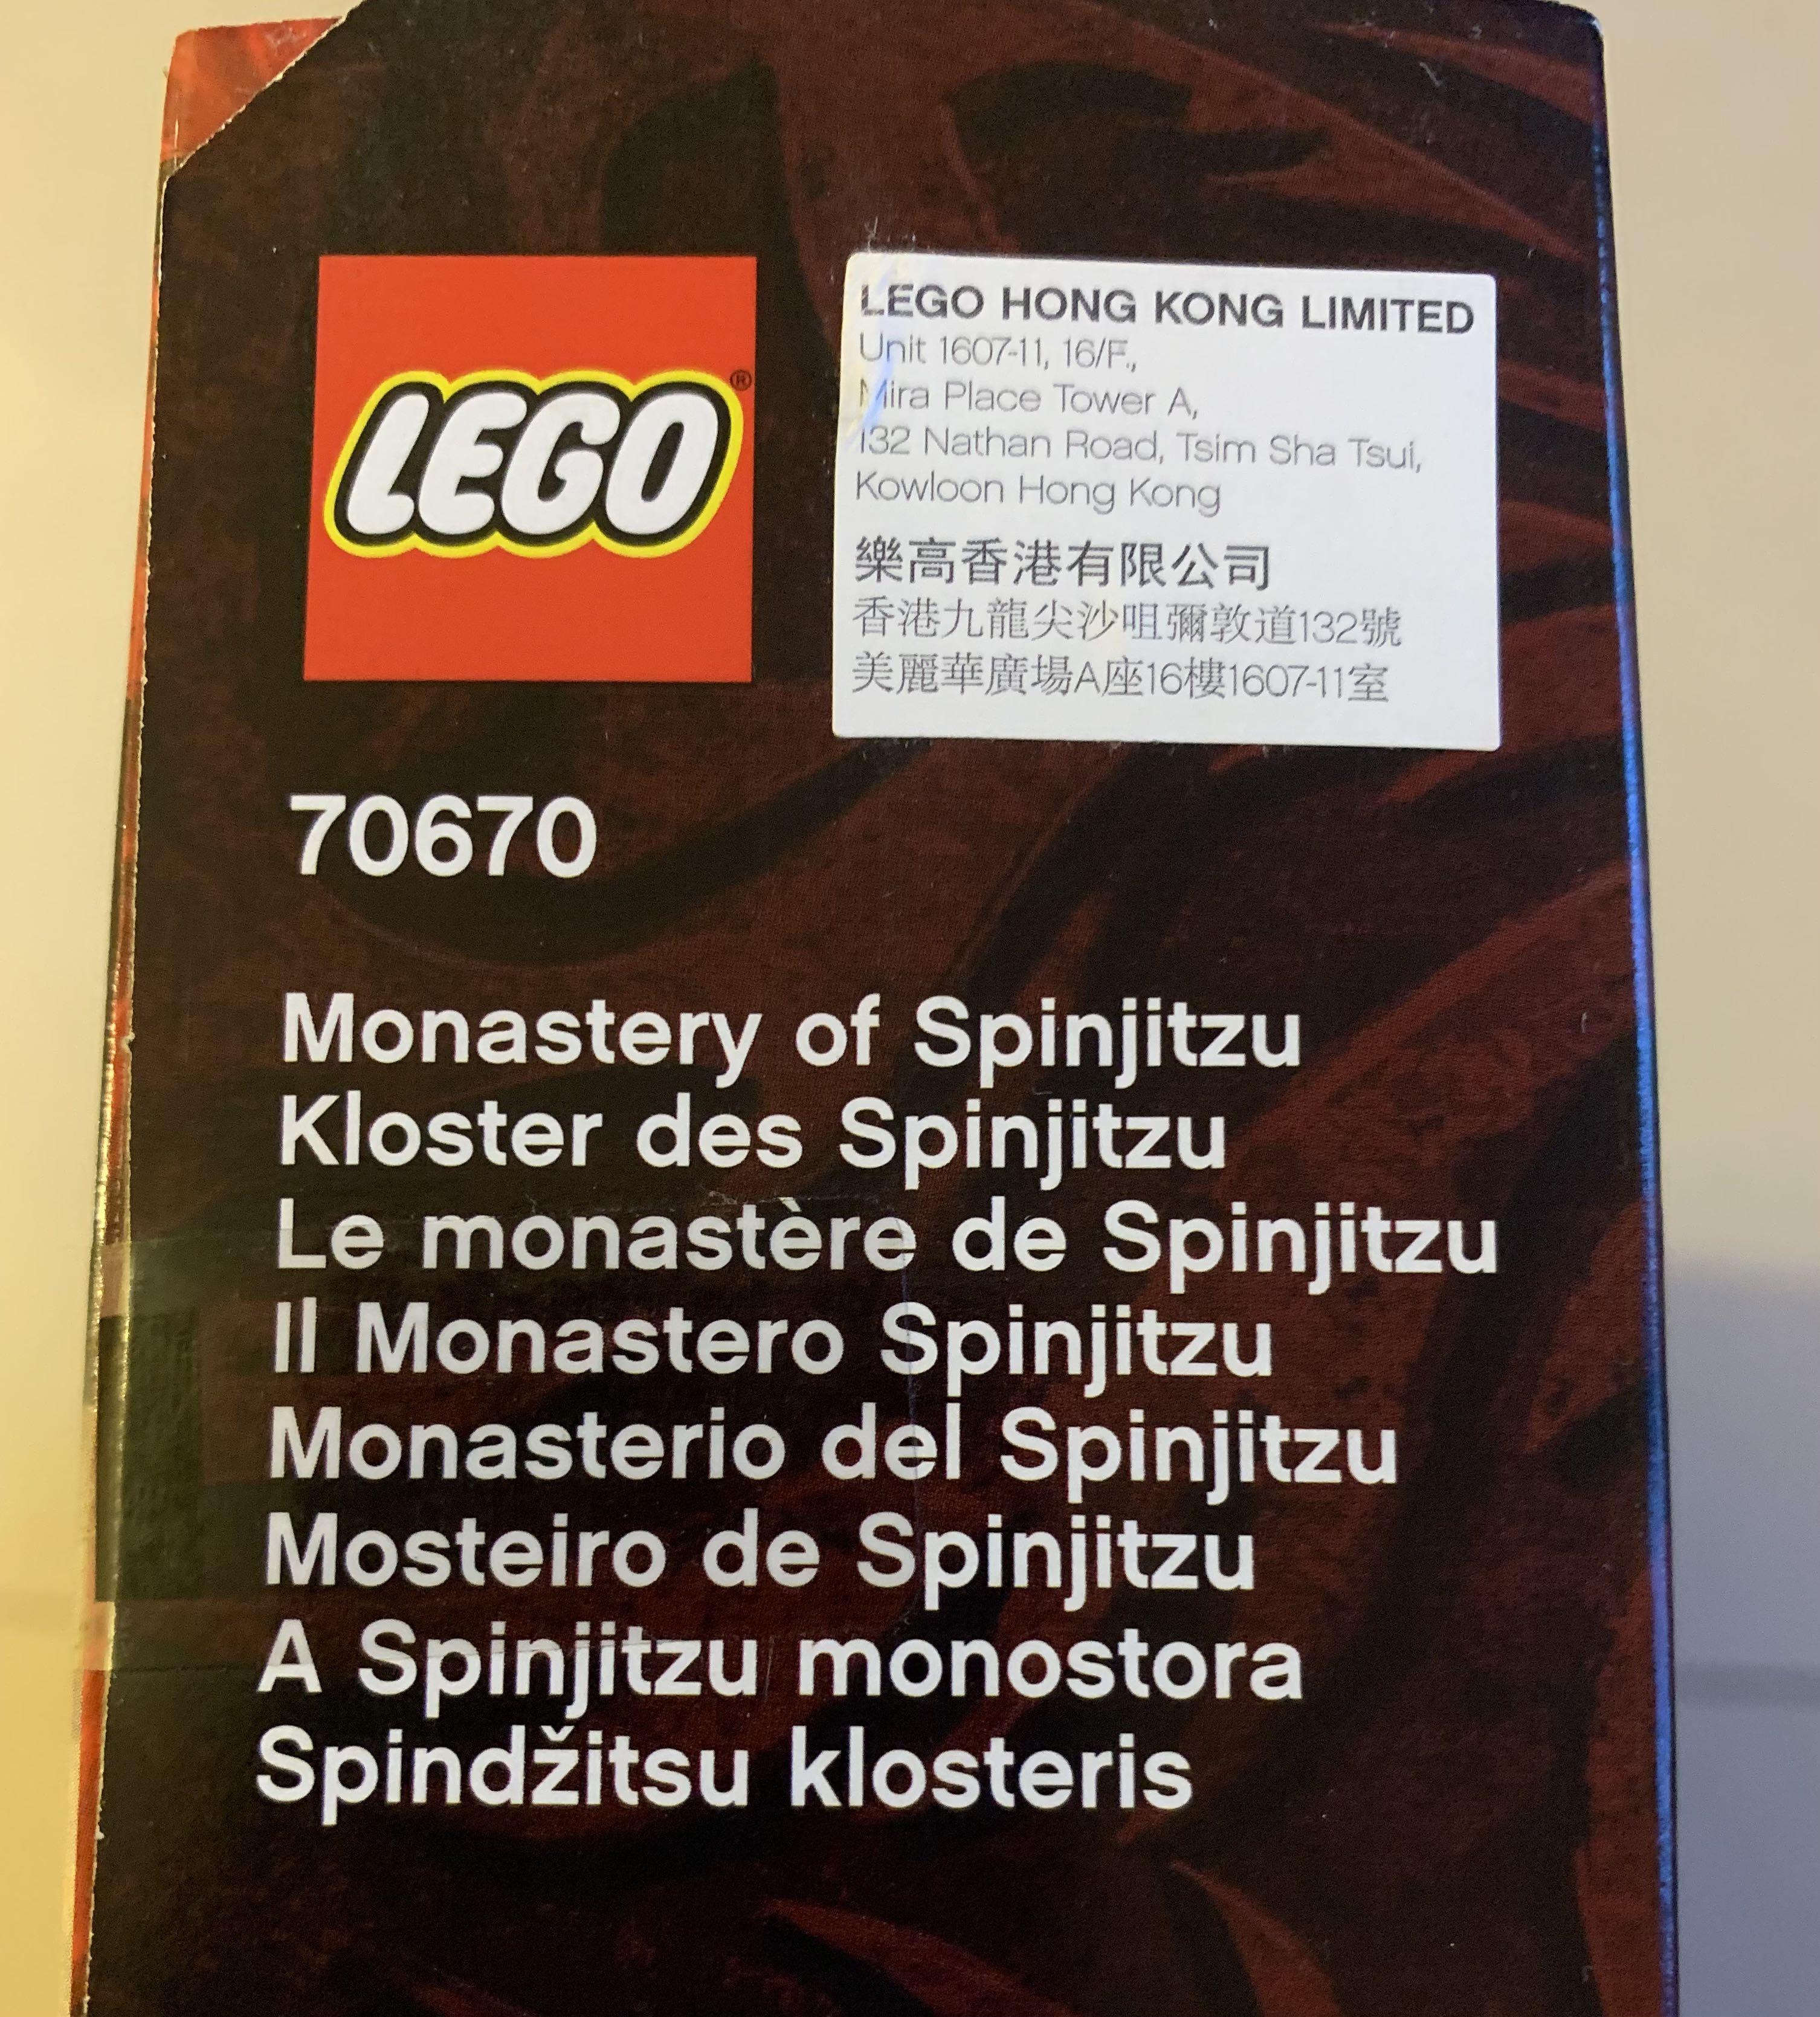 LEGO®
LEGO HONG KONG LIMITED
Unit 1607-11, 16/F.,
Mira Place Tower A,
132 Nathan Road, Tsim Sha Tsui,
Kowloon Hong Kong
樂高香港有限公司
香港九龍尖沙咀彌敦道132號
美麗華廣場A座16樓1607-11室
70670
Monastery of Spinjitzu
Kloster des Spinjitzu
Le monastère de Spinjitzu
Il Monastero Spinjitzu
Monasterio del Spinjitzu
Mosteiro de Spinjitzu
A Spinjitzu monostora
Spindžitsu klosteris